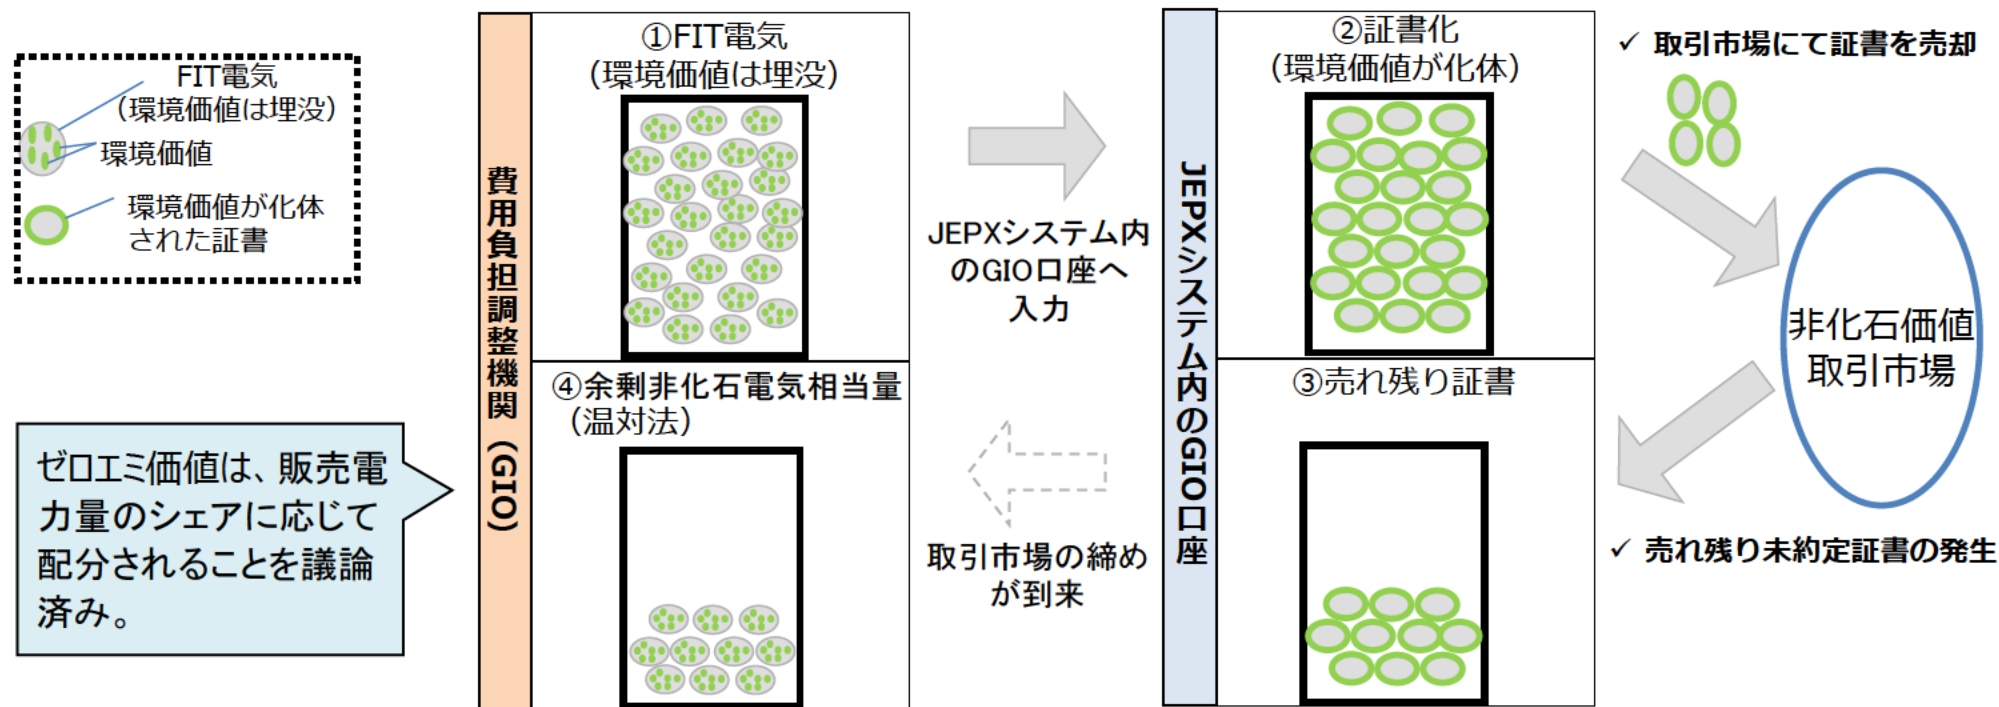 FIT電気
（環境価値は埋没）
環境価値
環境価値が化体
された証書
ゼロエミ価値は、販売電
力量のシェアに応じて
配分されることを議論
済み。
費用負担調整機関（GIO）
①FIT電気
（環境価値は埋没）
④余剰非化石電気相当量
（温対法）
JEPXシステム内
のGIO口座へ
入力
取引市場の締め
が到来
JEPXシステム内のGIO口座
②証書化
（環境価値が化体）
③売れ残り証書
✓ 取引市場にて証書を売却
非化石価値
取引市場
✓ 売れ残り未約定証書の発生